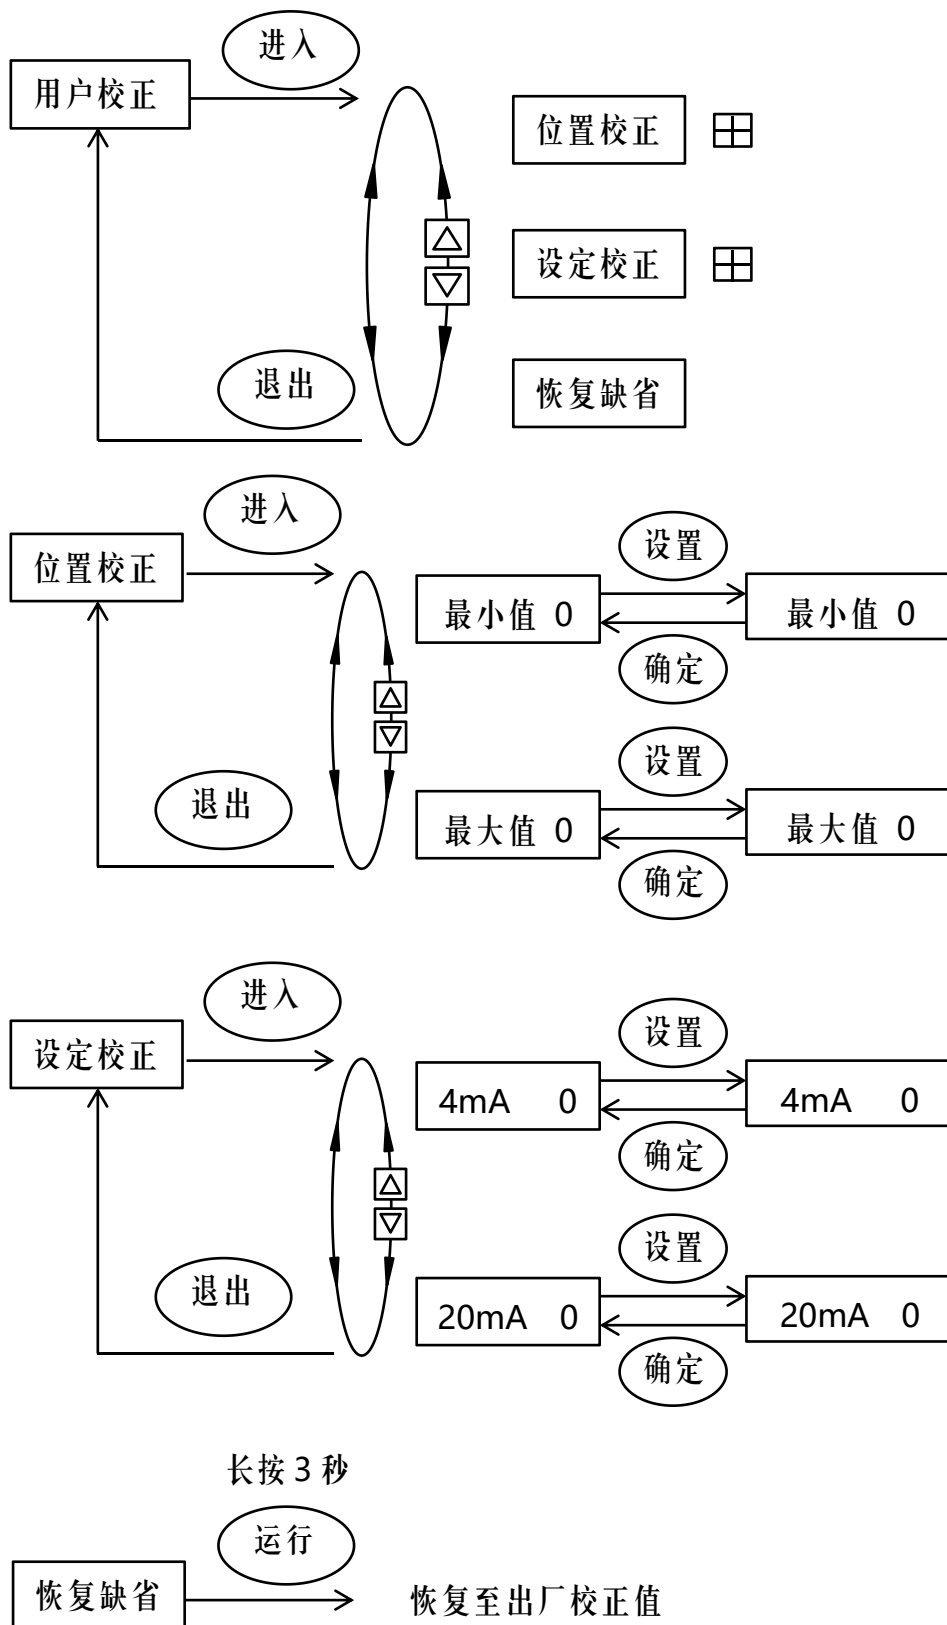 进入
用户校正
位置校正
设定校正
退出
恢复缺省
进入
设置
位置校正
最小值 0
最小值 0
确定
设置
退出
最大值 0
最大值 0
确定
进入
设置
设定校正
4mA 0
4mA 0
确定
设置
退出
20mA 0
20mA 0
确定
长按 3 秒
运行
恢复缺省
恢复至出厂校正值